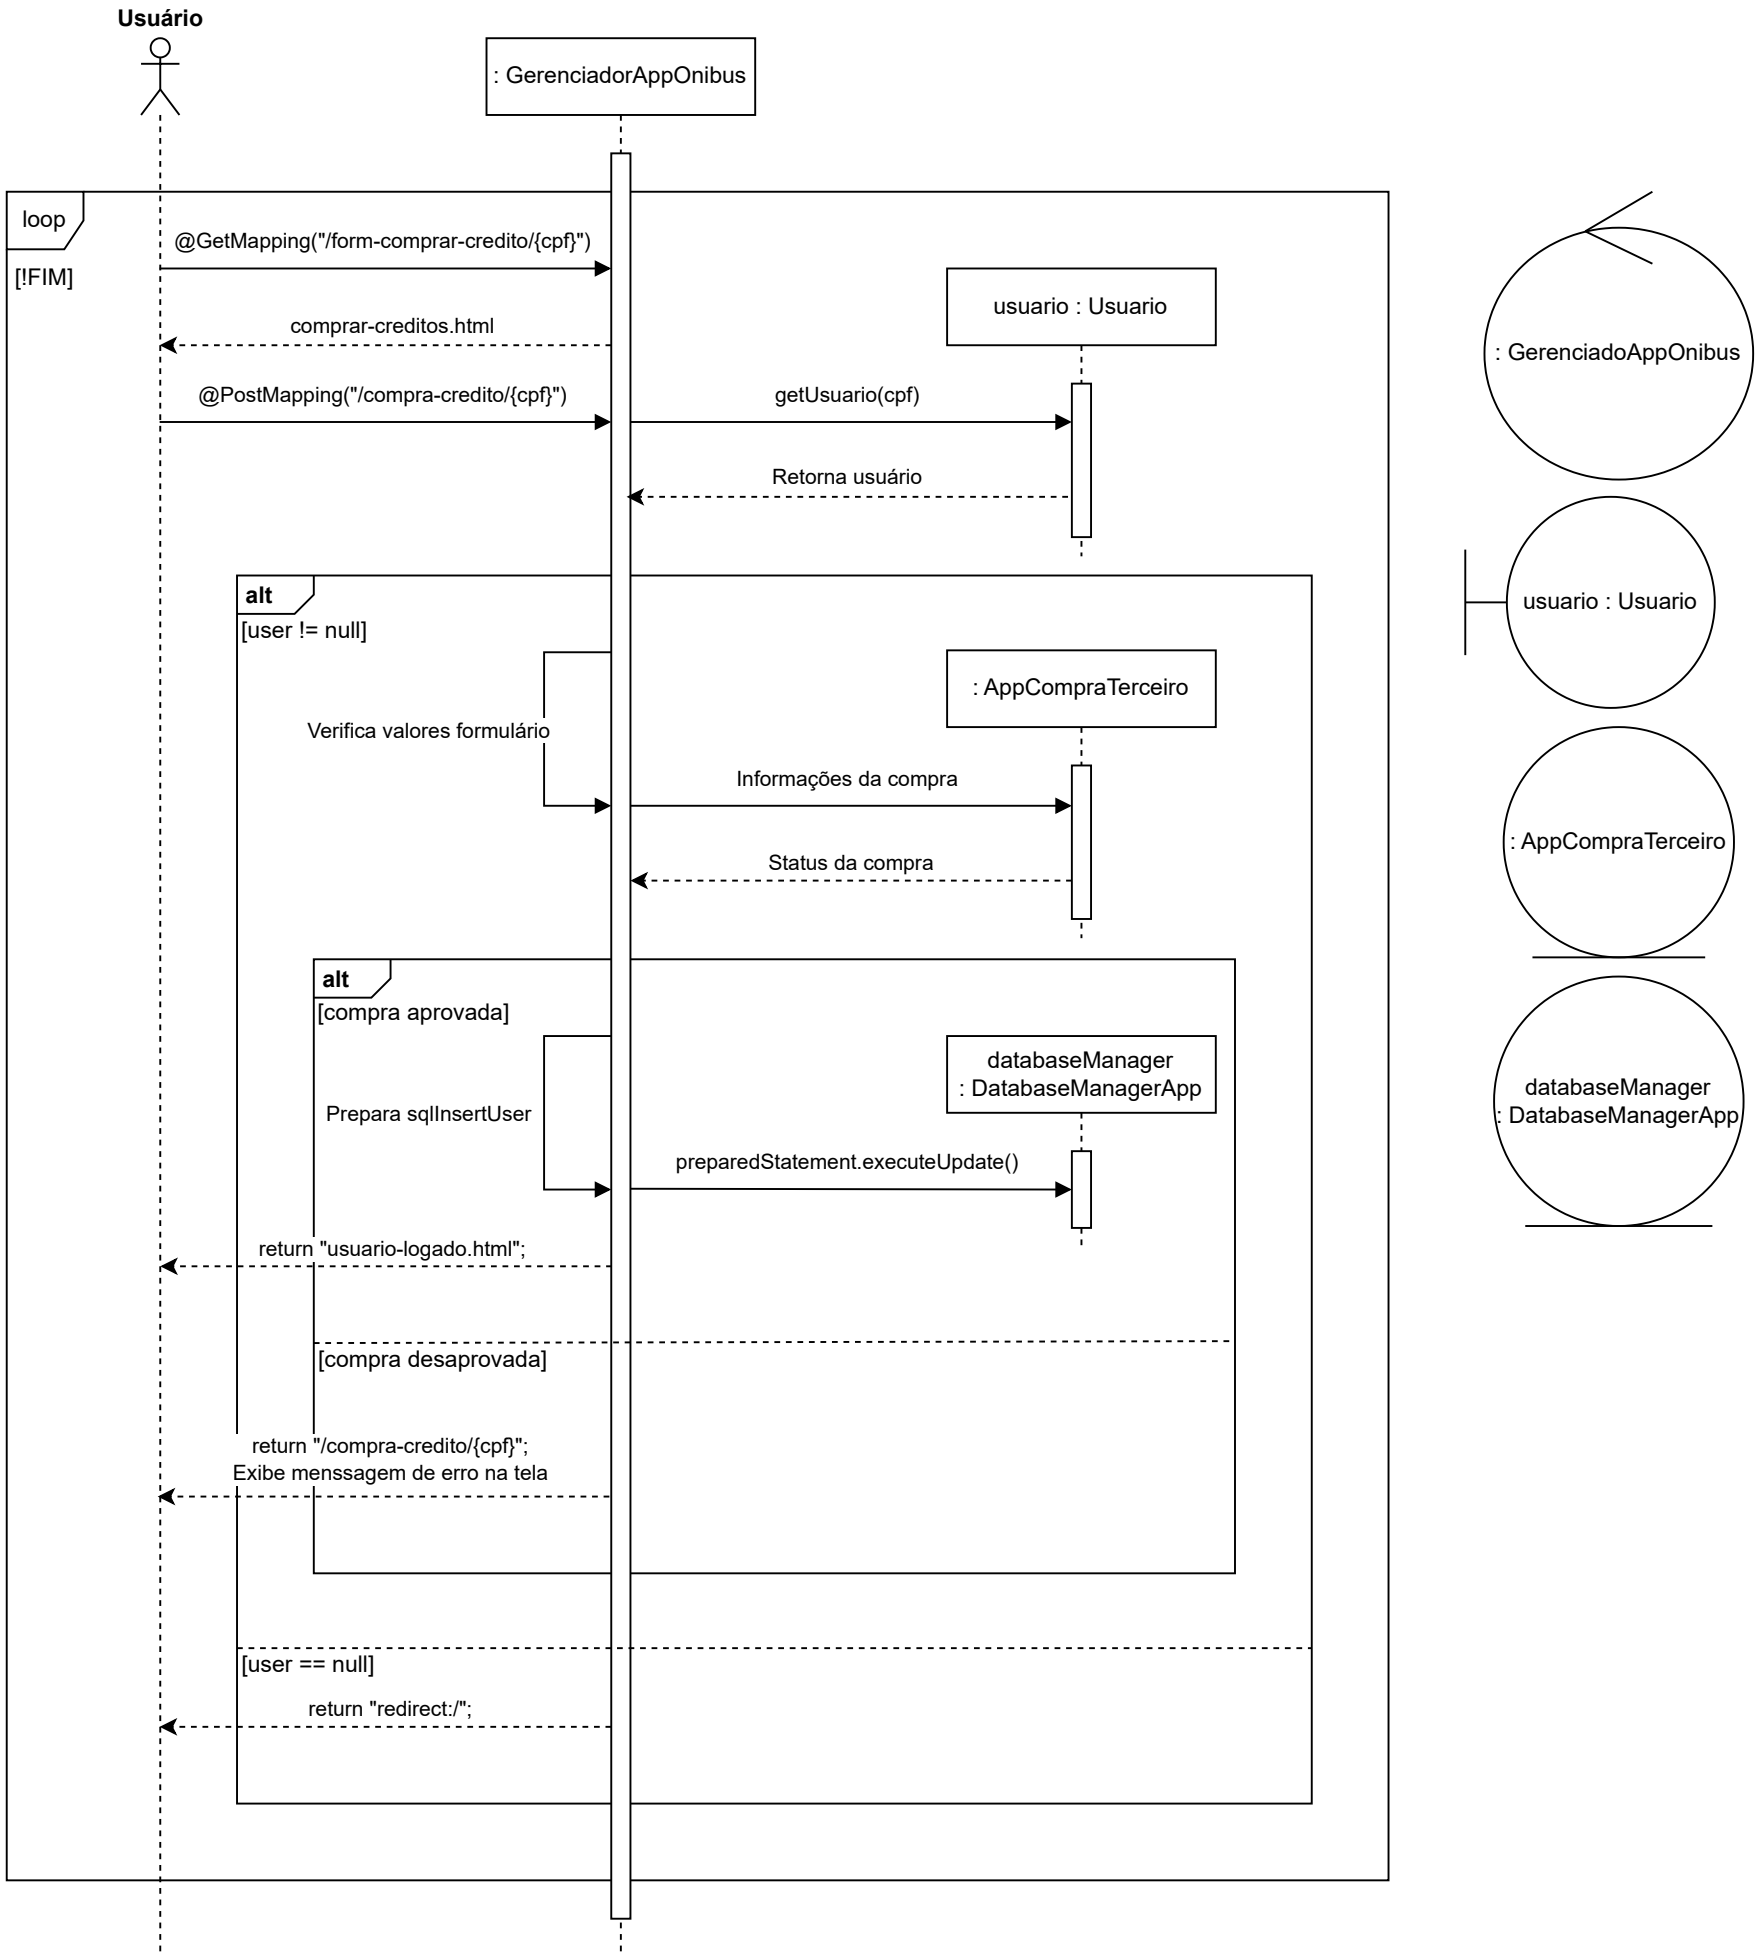 Usuário
: GerenciadorAppOnibus
loop
[!FIM]
@GetMapping("/form-comprar-credito/{cpf}")
usuario : Usuario
comprar-creditos.html
@PostMapping("/compra-credito/{cpf}")
getUsuario(cpf)
Retorna usuário
alt
[user != null]
: AppCompraTerceiro
Verifica valores formulário
Informações da compra
Status da compra
alt
[compra aprovada]
databaseManager
: DatabaseManagerApp
Prepara sqlInsertUser
preparedStatement.executeUpdate()
return "usuario-logado.html";
[compra desaprovada]
return "/compra-credito/{cpf}";
Exibe menssagem de erro na tela
[user == null]
return "redirect:/";
: GerenciadoAppOnibus
usuario : Usuario
: AppCompraTerceiro
databaseManager
: DatabaseManagerApp